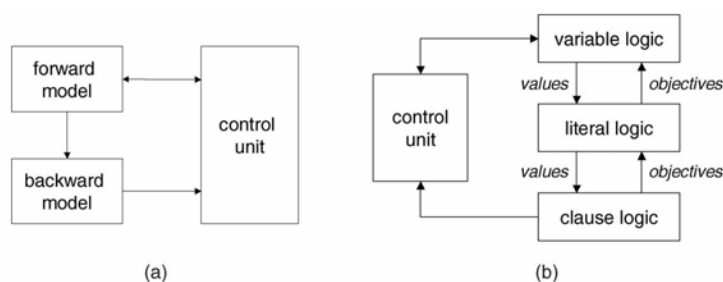 forward
model
control
unit
backward
model
(a)
variable logic
values
objectives
control
unit
literal logic
values
objectives
clause logic
(b)